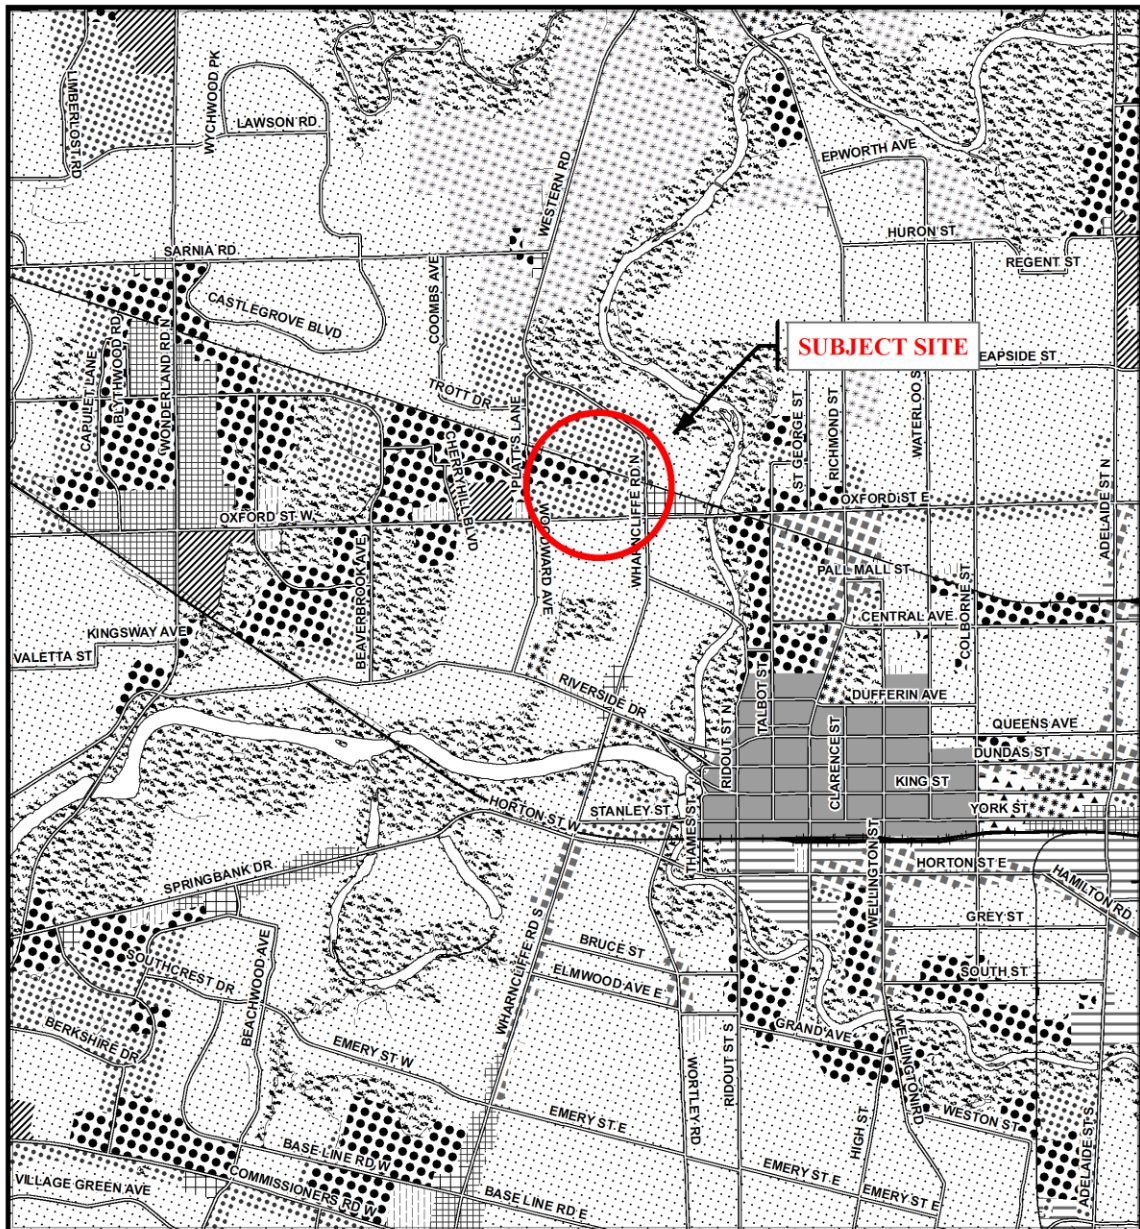 LIMBERLOST RD
WYCHWOOD PK
LAWSON RD
WESTERN RD
EPWORTH AVE
SARNIA RD
HURON ST
REGENT ST
COOMBS AVE
CASTLEGROVE BLVD
SUBJECT SITE
EAPSIDE ST
CAPULET LANE
BLYTHWOOD RD
WONDERLAND RD N
TROTT DR
PLATT'S LANE
CHERRYHILL BLVD
WHARNCLIFFE RD N
ST GEORGE ST
RICHMOND ST
WATERLOO S
ADELAIDE ST N
OXFORD ST W
OXFORD ST E
WOODWARD AVE
BEAVERBROOK AVE
PALL MALL ST
CENTRAL AVE
COLBORNE ST
KINGSWAY AVE
VALETTA ST
RIVERSIDE DR
TALBOT ST
DUFFERIN AVE
RIDOUT ST N
CLARENCE ST
QUEENS AVE
DUNDAS ST
KING ST
YORK ST
STANLEY ST
HORTON ST W
THAMES ST
WELLINGTON ST
HORTON ST E
HAMILTON RD
SPRINGBANK DR
GREY ST
SOUTH ST
WHARNCLIFFE RD S
BRUCE ST
ELMWOOD AVE E
SOUTHCREST DR
BEACHWOOD AVE
BERKSHIRE DR
EMERY ST W
GRAND AVE
WELLINGTON RD
RIDOUT ST S
WORTLEY RD
HIGH ST
WESTON ST
ADELAIDE ST S
EMERY ST E
BASE LINE RD W
COMMISSIONERS RD W
VILLAGE GREEN AVE
BASE LINE RD E
EMERY ST E
EMERY ST E